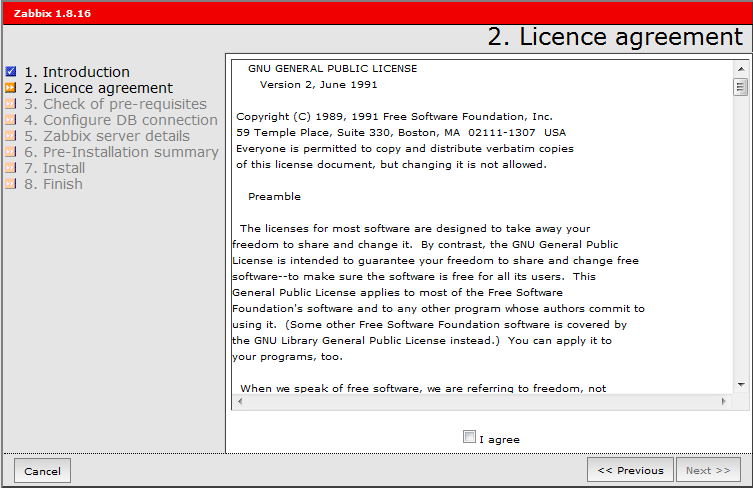 Zabbix 1.8.16
2. Licence agreement
1. Introduction
2. Licence agreement
3. Check of pre-requisites
4. Configure DB connection
5. Zabbix server details
6. Pre-Installation summary
7. Install
8. Finish
GNU GENERAL PUBLIC LICENSE
Version 2, June 1991
Copyright (C) 1989, 1991 Free Software Foundation, Inc.
59 Temple Place, Suite 330, Boston, MA  02111-1307  USA
Everyone is permitted to copy and distribute verbatim copies
of this license document, but changing it is not allowed.
Preamble
The licenses for most software are designed to take away your
freedom to share and change it.  By contrast, the GNU General Public
License is intended to guarantee your freedom to share and change free
software--to make sure the software is free for all its users.  This
General Public License applies to most of the Free Software
Foundation's software and to any other program whose authors commit to
using it.  (Some other Free Software Foundation software is covered by
the GNU Library General Public License instead.)  You can apply it to
your programs, too.
When we speak of free software, we are referring to freedom, not
I agree
Cancel
<< Previous
Next >>